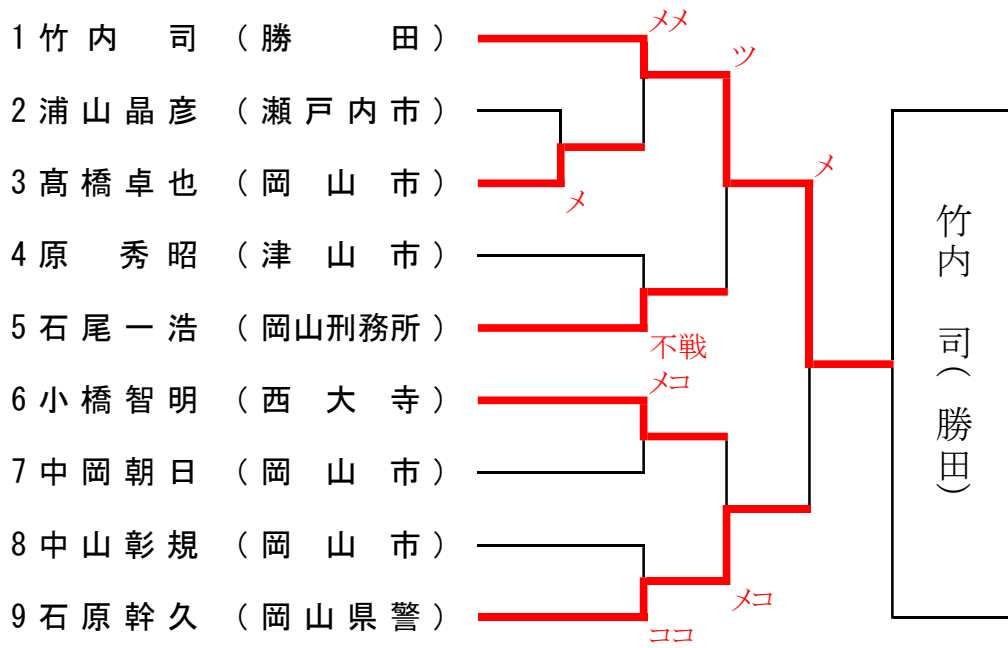 1 竹内 司 （勝 田）
メメ
ツ
2 浦山晶彦 （瀬戸内市）
3 髙橋卓也 （岡山市）
メ
メ
4 原 秀昭 （津山市）
5 石尾一浩 （岡山刑務所）
不戦
6 小橋智明 （西大寺）
メコ
7 中岡朝日 （岡山市）
8 中山彰規 （岡山市）
9 石原幹久 （岡山県警）
メコ
ココ
竹内 司（勝田）